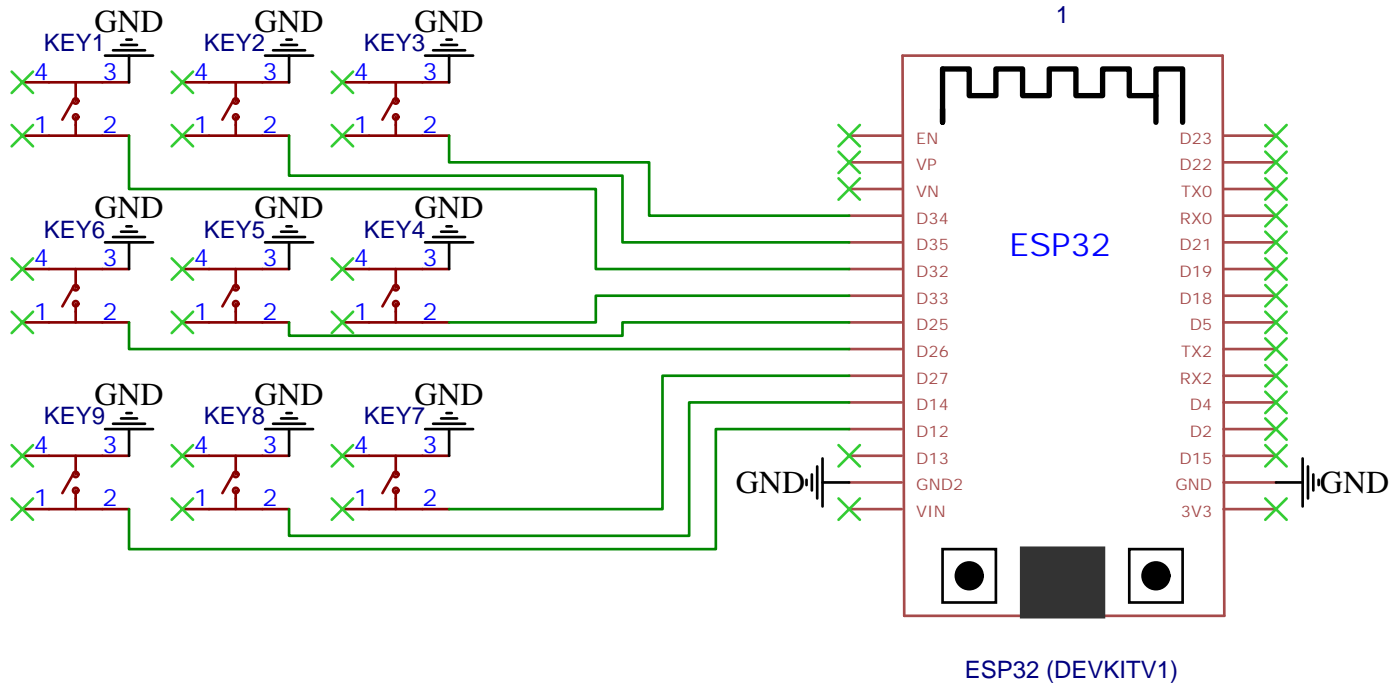 1
GND GND GND
KEY1 KEY2 KEY3
4 3 4 3 4 3
1 2 1 2 1 2
GND GND GND
KEY6 KEY5 KEY4
4 3 4 3 4 3
1 2 1 2 1 2
GND GND GND
KEY9 KEY8 KEY7
4 3 4 3 4 3
1 2 1 2 1 2
ESP32
EN D23
VP D22
VN TX0
D34 RX0
D35 D21
D32 D19
D33 D18
D25 D5
D26 TX2
D27 RX2
D14 D4
D12 D2
D13 D15
GND GND2 GND GND
VIN 3V3
ESP32 (DEVKITV1)